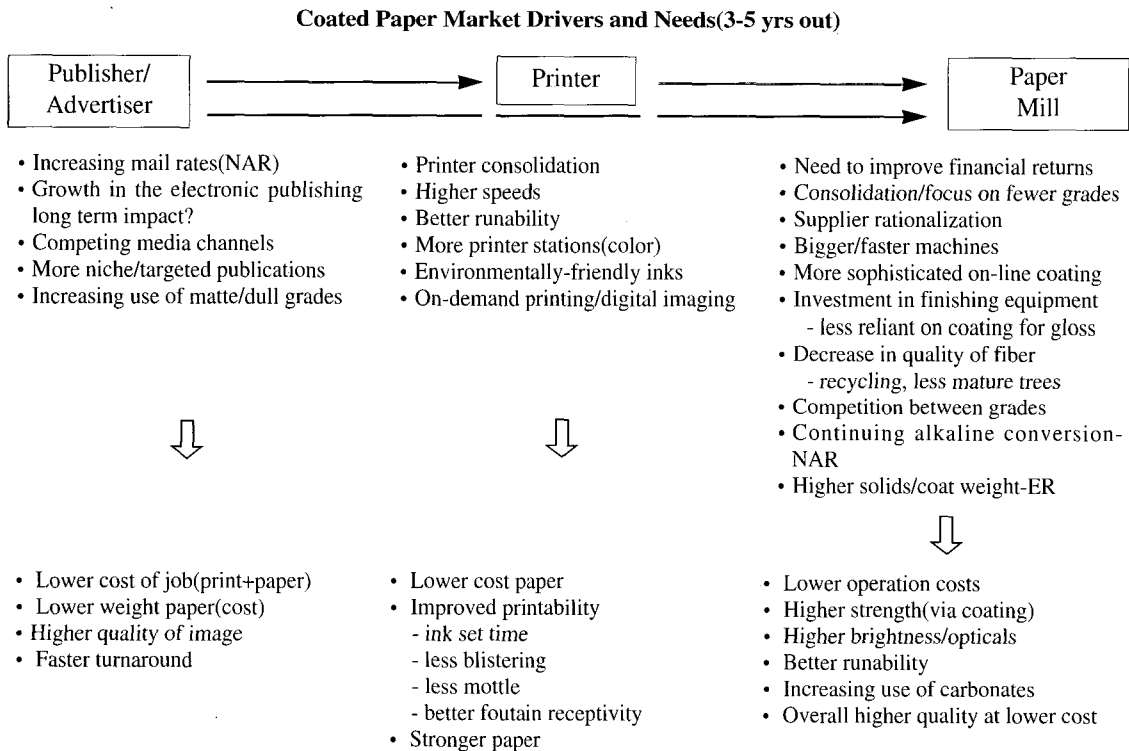 Coated Paper Market Drivers and Needs(3-5 yrs out)
Publisher/
Advertiser
Printer
Paper
Mill
• Increasing mail rates(NAR)
• Growth in the electronic publishing
long term impact?
• Competing media channels
• More niche/targeted publications
• Increasing use of matte/dull grades
• Printer consolidation
• Higher speeds
• Better runability
• More printer stations(color)
• Environmentally-friendly inks
• On-demand printing/digital imaging
• Need to improve financial returns
• Consolidation/focus on fewer grades
• Supplier rationalization
• Bigger/faster machines
• More sophisticated on-line coating
• Investment in finishing equipment
- less reliant on coating for gloss
• Decrease in quality of fiber
- recycling, less mature trees
• Competition between grades
• Continuing alkaline conversion-
NAR
• Higher solids/coat weight-ER
• Lower cost of job(print+paper)
• Lower weight paper(cost)
• Higher quality of image
• Faster turnaround
• Lower cost paper
• Improved printability
- ink set time
- less blistering
- less mottle
- better foutain receptivity
• Stronger paper
• Lower operation costs
• Higher strength(via coating)
• Higher brightness/opticals
• Better runability
• Increasing use of carbonates
• Overall higher quality at lower cost